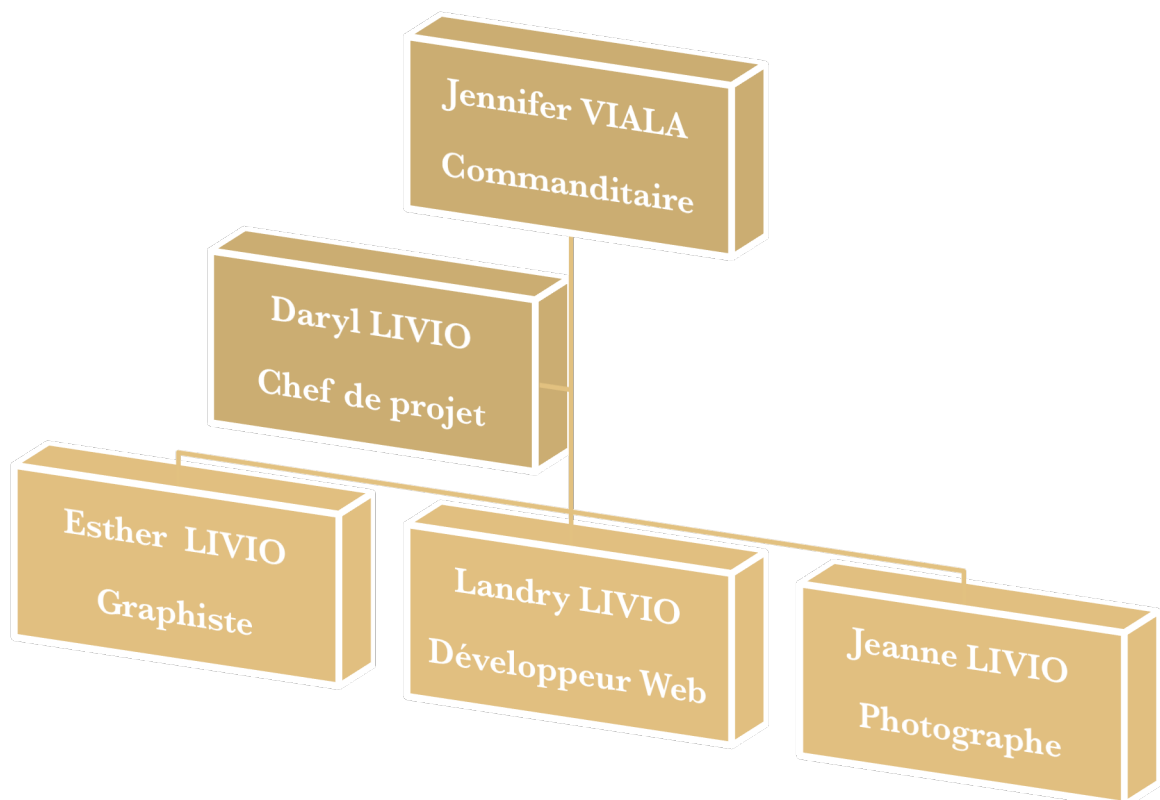 Jennifer VIALA
Commanditaire
Daryl LIVIO
Chef de projet
Esther LIVIO
Graphiste
Landry LIVIO
Développeur Web
Jeanne LIVIO
Photographe